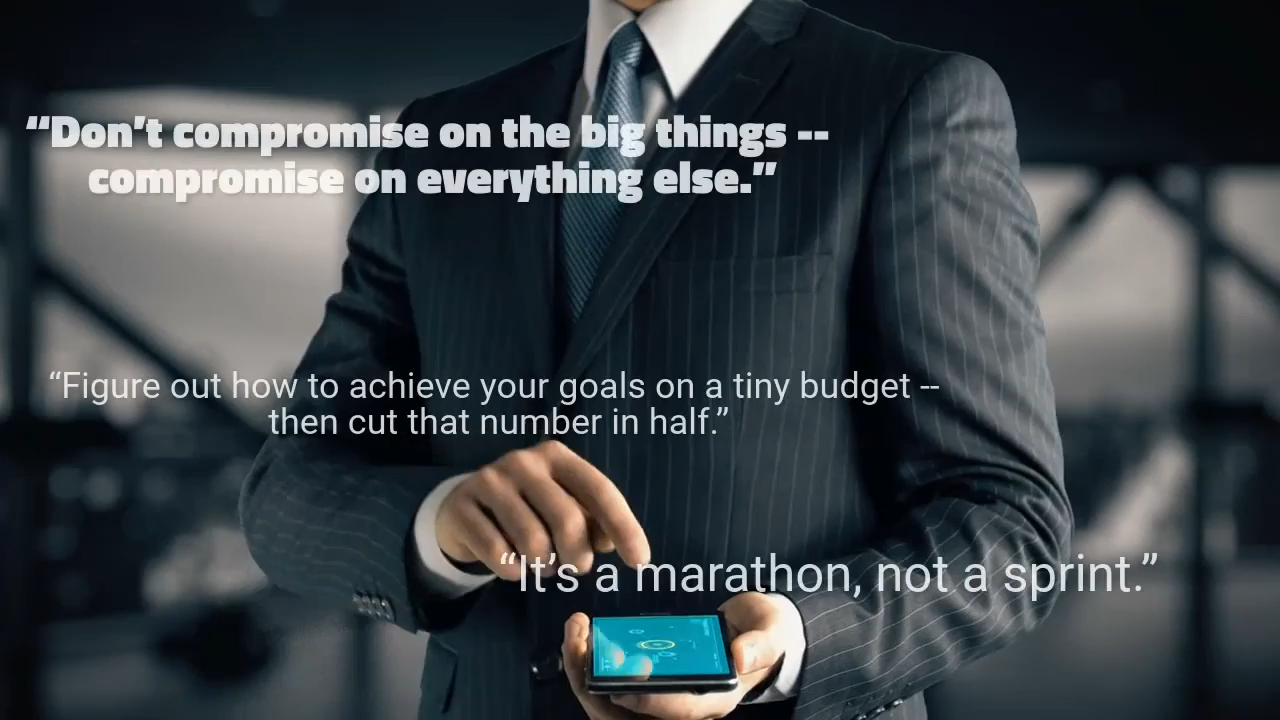 “Don’t compromise on the big things --
compromise on everything else.”
“Figure out how to achieve your goals on a tiny budget --
then cut that number in half.”
“It’s a marathon, not a sprint.”